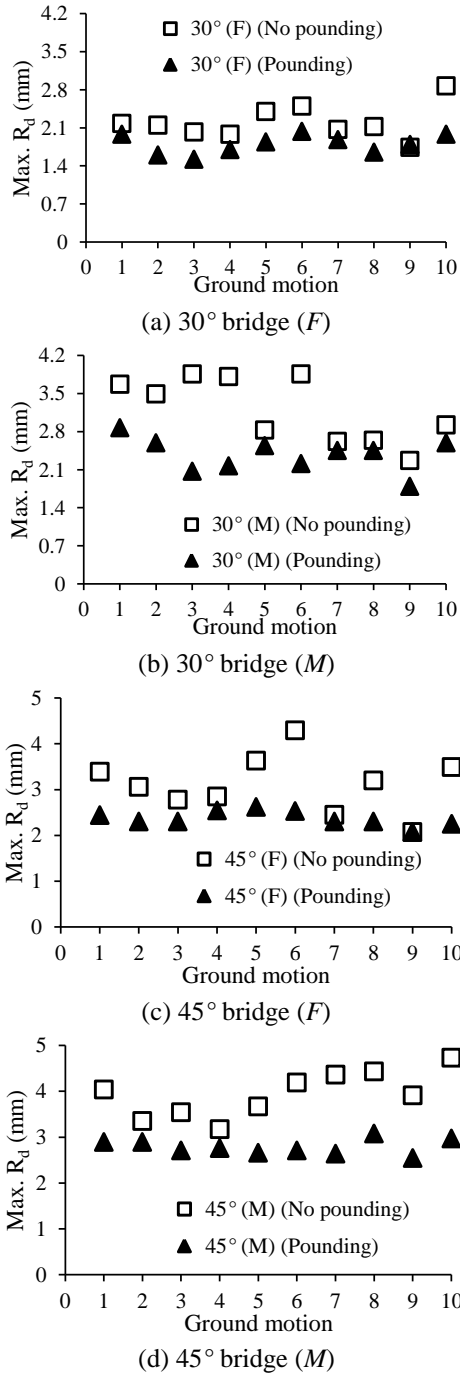 4.2
30° (F) (No pounding)
3.5
30° (F) (Pounding)
2.8
2.1
1.4
0.7
0
Max. R_d (mm)
0 1 2 3 4 5 6 7 8 9 10
Ground motion
(a) 30° bridge (F)
4.2
3.5
2.8
2.1
1.4
30° (M) (No pounding)
0.7
30° (M) (Pounding)
0
Max. R_d (mm)
0 1 2 3 4 5 6 7 8 9 10
Ground motion
(b) 30° bridge (M)
5
4
3
2
45° (F) (No pounding)
1
45° (F) (Pounding)
0
Max. R_d (mm)
0 1 2 3 4 5 6 7 8 9 10
Ground motion
(c) 45° bridge (F)
5
4
3
2
45° (M) (No pounding)
1
45° (M) (Pounding)
0
Max. R_d (mm)
0 1 2 3 4 5 6 7 8 9 10
Ground motion
(d) 45° bridge (M)